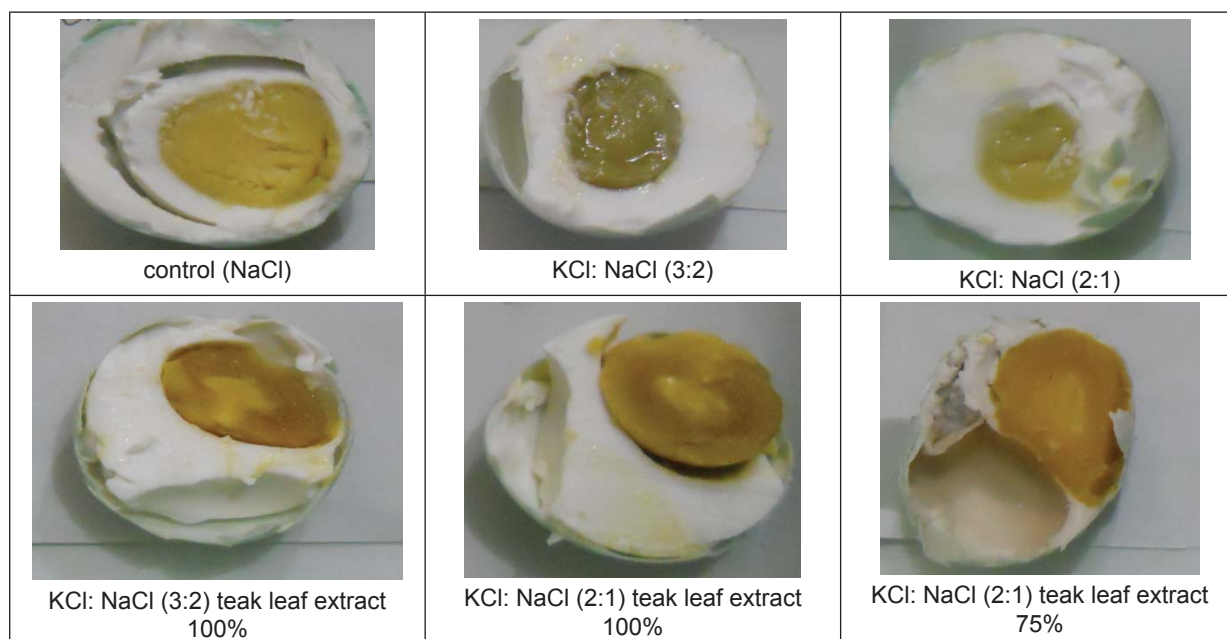 control (NaCl)
KCl: NaCl (3:2)
KCl: NaCl (2:1)
KCl: NaCl (3:2) teak leaf extract
100%
KCl: NaCl (2:1) teak leaf extract
100%
KCl: NaCl (2:1) teak leaf extract
75%